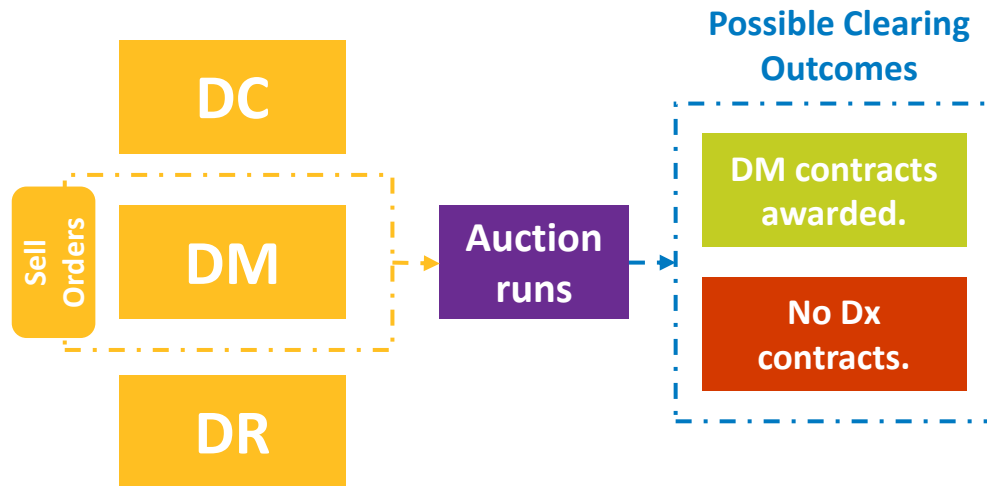 Possible Clearing
Outcomes
DC
Sell
Orders
DM
DR
Auction
runs
DM contracts
awarded.
No Dx
contracts.